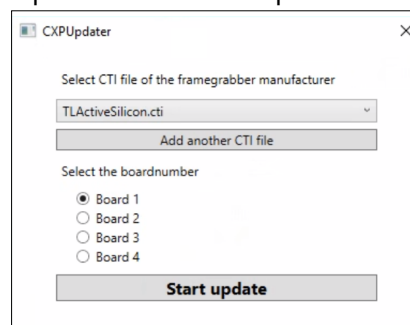 CXPUpdater
Select CTI file of the framegrabber manufacturer
TLActiveSilicon.cti
Add another CTI file
Select the boardnumber
Board 1
Board 2
Board 3
Board 4
Start update